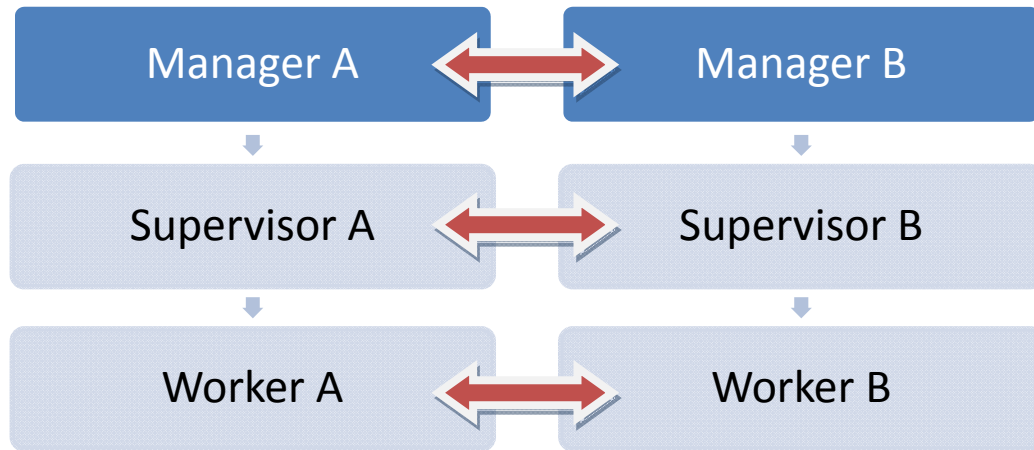 Manager A
Manager B
Supervisor A
Supervisor B
Worker A
Worker B